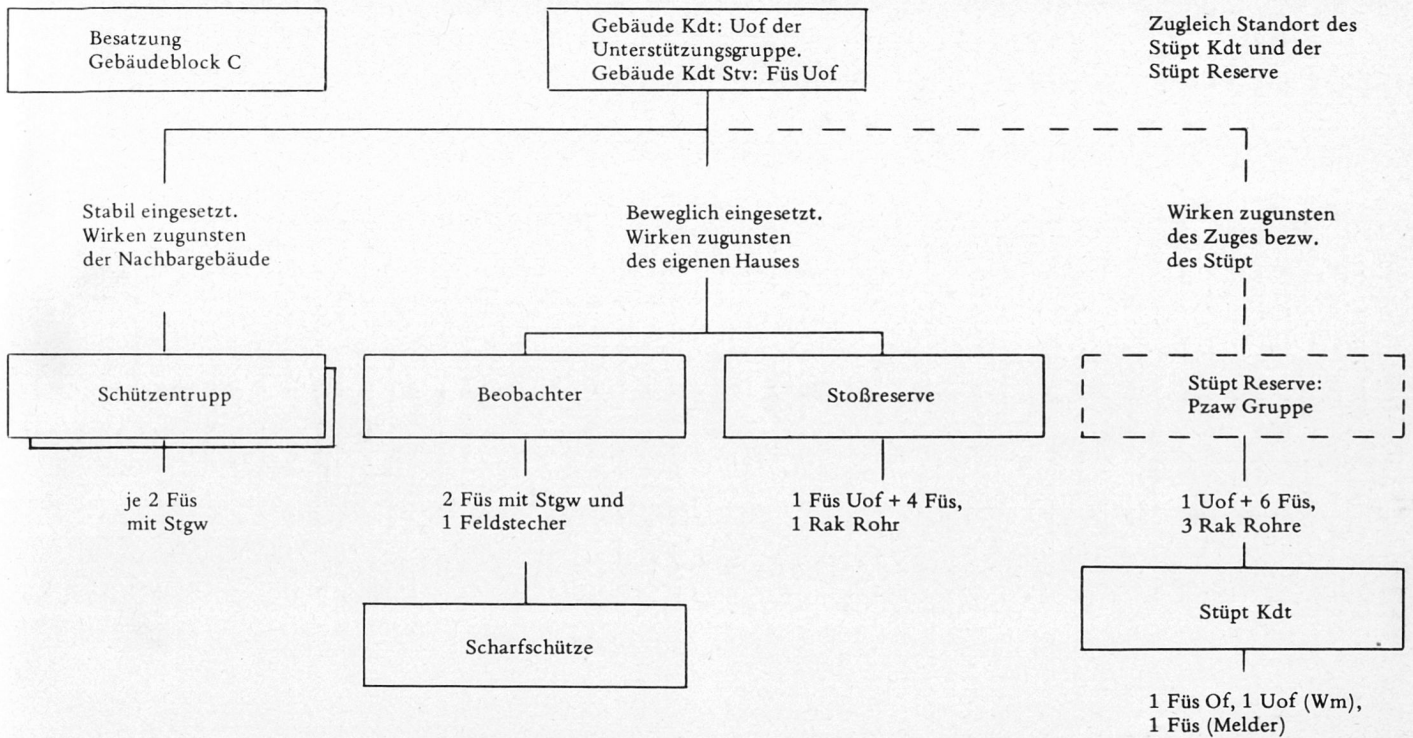 Besatzung
Gebäudeblock C
Gebäude Kdt: Uof der
Unterstützungsgruppe.
Gebäude Kdt Stv: Füs Uof
Zugleich Standort des
Stüpt Kdt und der
Stüpt Reserve
Stabil eingesetzt.
Wirken zugunsten
der Nachbargebäude
Beweglich eingesetzt.
Wirken zugunsten
des eigenen Hauses
Wirken zugunsten
des Zuges bezw.
des Stüpt
Schützentrupp
Beobachter
Stoßreserve
Stüpt Reserve:
Pzaw Gruppe
je 2 Füs
mit Stgw
2 Füs mit Stgw und
1 Feldstecher
1 Füs Uof + 4 Füs,
1 Rak Rohr
1 Uof + 6 Füs,
3 Rak Rohre
Scharfschütze
Stüpt Kdt
1 Füs Of, 1 Uof (Wm),
1 Füs (Melder)